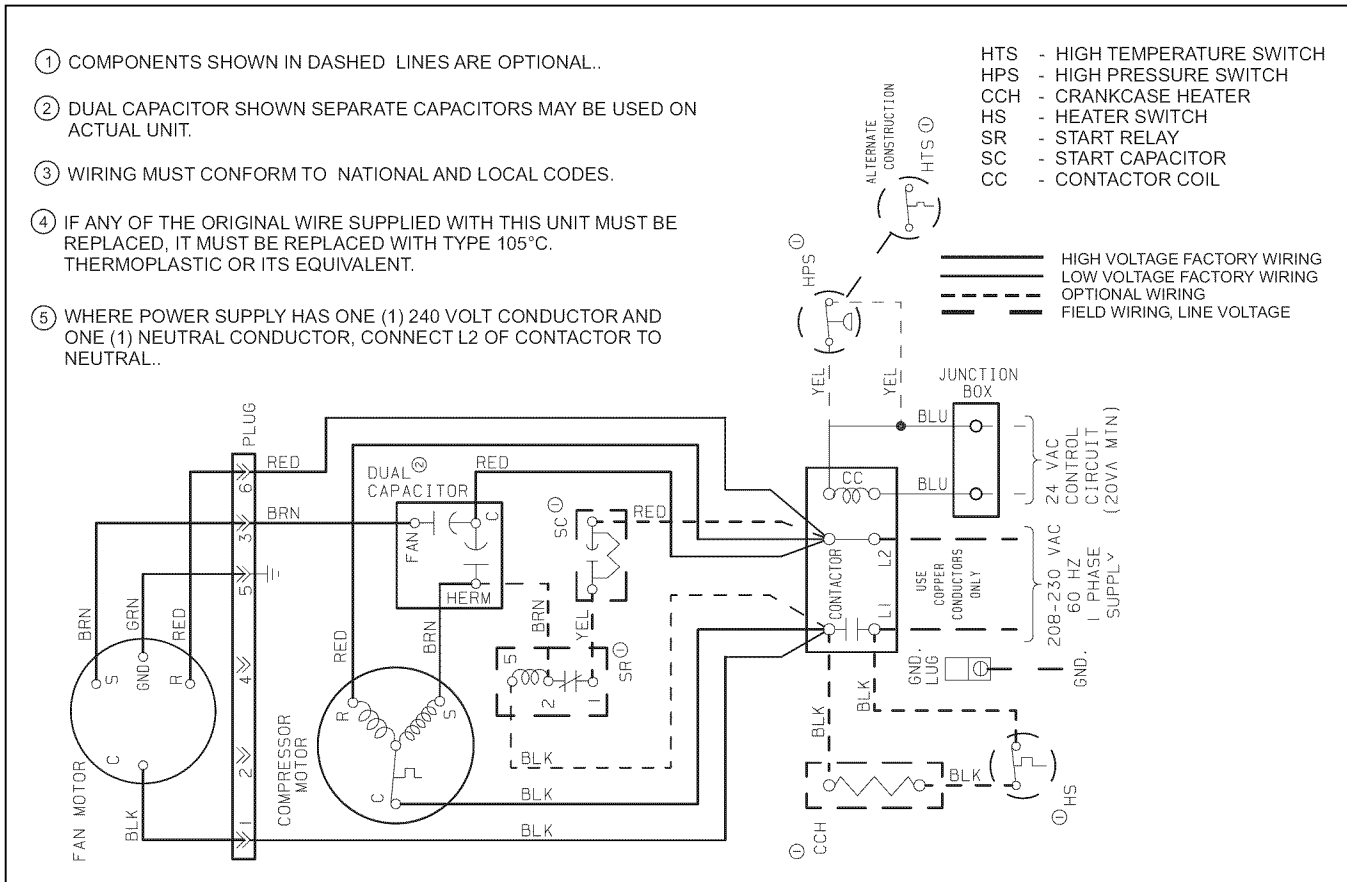 ① COMPONENTS SHOWN IN DASHED LINES ARE OPTIONAL..
② DUAL CAPACITOR SHOWN SEPARATE CAPACITORS MAY BE USED ON
ACTUAL UNIT.
③ WIRING MUST CONFORM TO NATIONAL AND LOCAL CODES.
④ IF ANY OF THE ORIGINAL WIRE SUPPLIED WITH THIS UNIT MUST BE
REPLACED, IT MUST BE REPLACED WITH TYPE 105°C.
THERMOPLASTIC OR ITS EQUIVALENT.
⑤ WHERE POWER SUPPLY HAS ONE (1) 240 VOLT CONDUCTOR AND
ONE (1) NEUTRAL CONDUCTOR, CONNECT L2 OF CONTACTOR TO
NEUTRAL..
HTS - HIGH TEMPERATURE SWITCH
HPS - HIGH PRESSURE SWITCH
CCH - CRANKCASE HEATER
HS - HEATER SWITCH
SR - START RELAY
SC - START CAPACITOR
CC - CONTACTOR COIL
HIGH VOLTAGE FACTORY WIRING
LOW VOLTAGE FACTORY WIRING
OPTIONAL WIRING
FIELD WIRING, LINE VOLTAGE
ALTERNATE
CONSTRUCTION
HTS ①
HPS ①
YEL
YEL
JUNCTION
BOX
BLU
BLU
24 VAC
CONTROL
CIRCUIT
(20VA MIN)
CC
CONTACTOR
L2
L1
USE
COPPER
CONDUCTORS
ONLY
208-230 VAC
60 HZ
1 PHASE
SUPPLY
GND.
LUG
GND.
BLK
BLK
BLK
HS ①
CCH ①
PLUG
6
3
5
4
2
1
RED
BRN
DUAL ②
CAPACITOR
FAN
C
HERM
RED
SC ①
RED
BRN
YEL
SR ①
5
2
1
BLK
BLK
BLK
RED
BRN
R
S
C
COMPRESSOR
MOTOR
BRN
GRN
RED
S
GND
R
C
BLK
FAN MOTOR